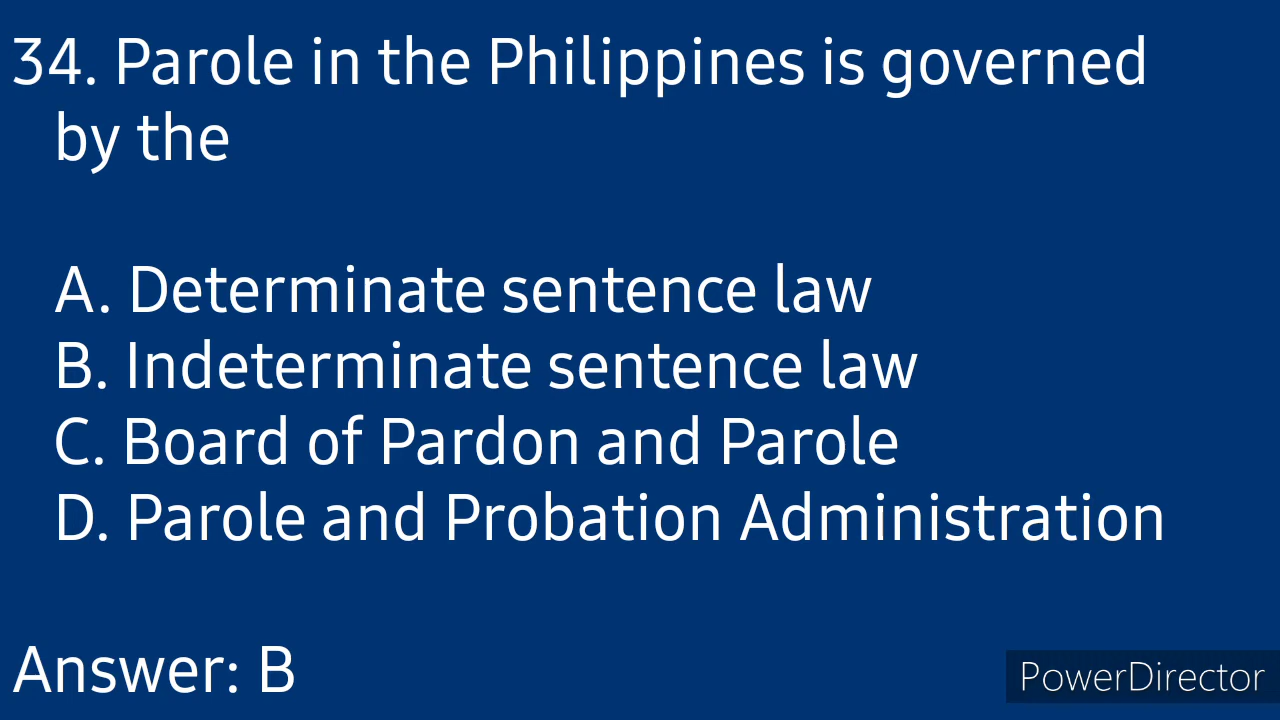 34. Parole in the Philippines is governed
by the
A. Determinate sentence law
B. Indeterminate sentence law
C. Board of Pardon and Parole
D. Parole and Probation Administration
Answer: B
PowerDirector